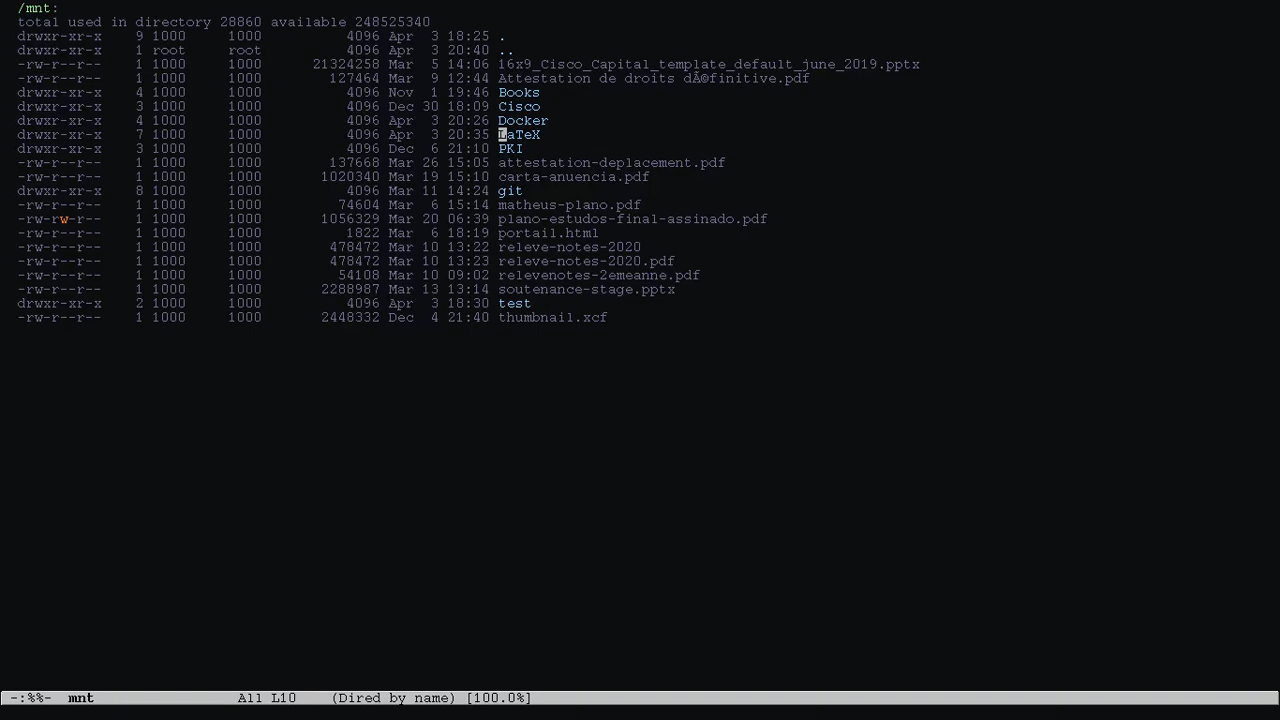 /mnt:
total used in directory 28860 available 248525340
drwxr-xr-x 9 1000 1000 4096 Apr 3 18:25 .
drwxr-xr-x 1 root root 4096 Apr 3 20:40 ..
-rw-r--r-- 1 1000 1000 21324258 Mar 5 14:06 16x9_Cisco_Capital_template_default_june_2019.pptx
-rw-r--r-- 1 1000 1000 127464 Mar 9 12:44 Attestation de droits dÃ©finitive.pdf
drwxr-xr-x 4 1000 1000 4096 Nov 1 19:46 Books
drwxr-xr-x 3 1000 1000 4096 Dec 30 18:09 Cisco
drwxr-xr-x 4 1000 1000 4096 Apr 3 20:26 Docker
drwxr-xr-x 7 1000 1000 4096 Apr 3 20:35 LaTeX
drwxr-xr-x 3 1000 1000 4096 Dec 6 21:10 PKI
-rw-r--r-- 1 1000 1000 137668 Mar 26 15:05 attestation-deplacement.pdf
-rw-r--r-- 1 1000 1000 1020340 Mar 19 15:10 carta-anuencia.pdf
drwxr-xr-x 8 1000 1000 4096 Mar 11 14:24 git
-rw-r--r-- 1 1000 1000 74604 Mar 6 15:14 matheus-plano.pdf
-rw-rw-r-- 1 1000 1000 1056329 Mar 20 06:39 plano-estudos-final-assinado.pdf
-rw-r--r-- 1 1000 1000 1822 Mar 6 18:19 portail.html
-rw-r--r-- 1 1000 1000 478472 Mar 10 13:22 releve-notes-2020
-rw-r--r-- 1 1000 1000 478472 Mar 10 13:23 releve-notes-2020.pdf
-rw-r--r-- 1 1000 1000 54108 Mar 10 09:02 relevenotes-2emeanne.pdf
-rw-r--r-- 1 1000 1000 2288987 Mar 13 13:14 soutenance-stage.pptx
drwxr-xr-x 2 1000 1000 4096 Apr 3 18:30 test
-rw-r--r-- 1 1000 1000 2448332 Dec 4 21:40 thumbnail.xcf
-:%%- mnt All L10 (Dired by name) [100.0%]